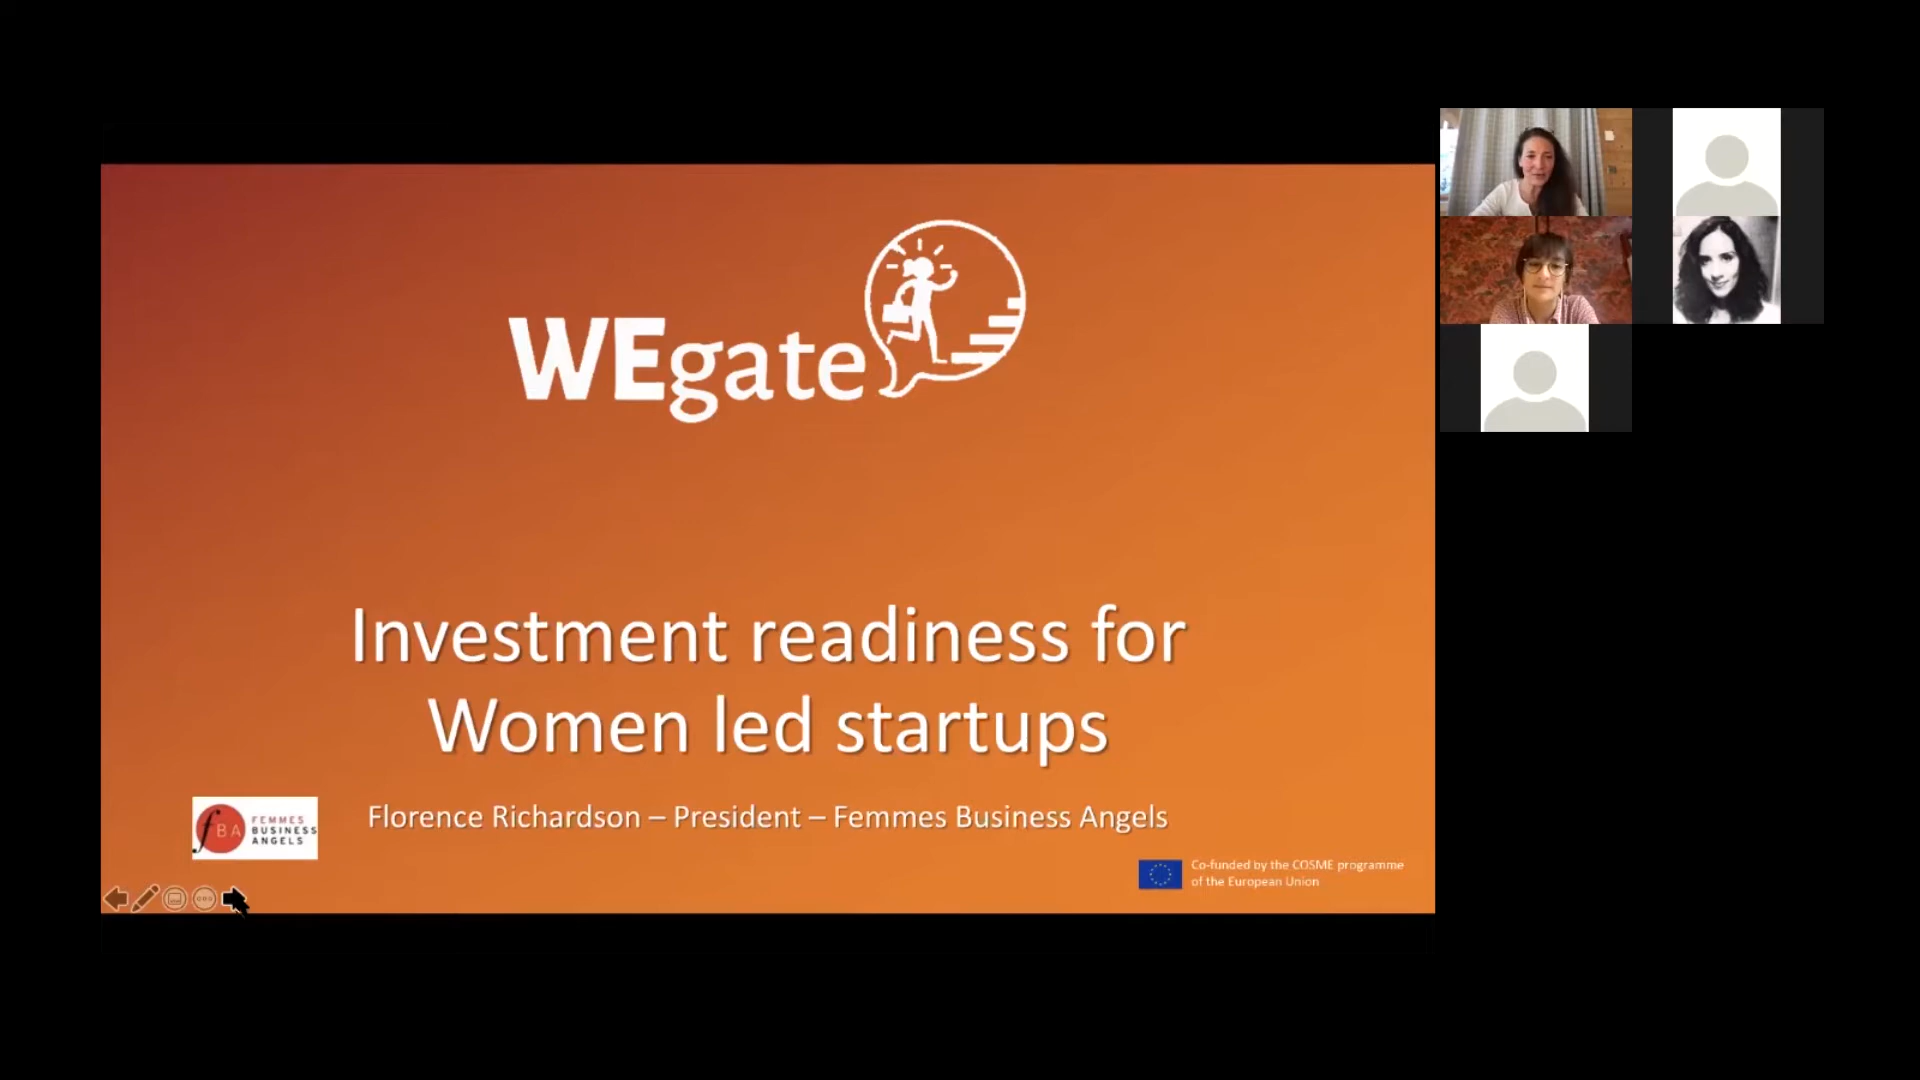 WEgate
Investment readiness for
Women led startups
FBA
FEMMES
BUSINESS
ANGELS
Florence Richardson – President – Femmes Business Angels
Co-funded by the COSME programme
of the European Union